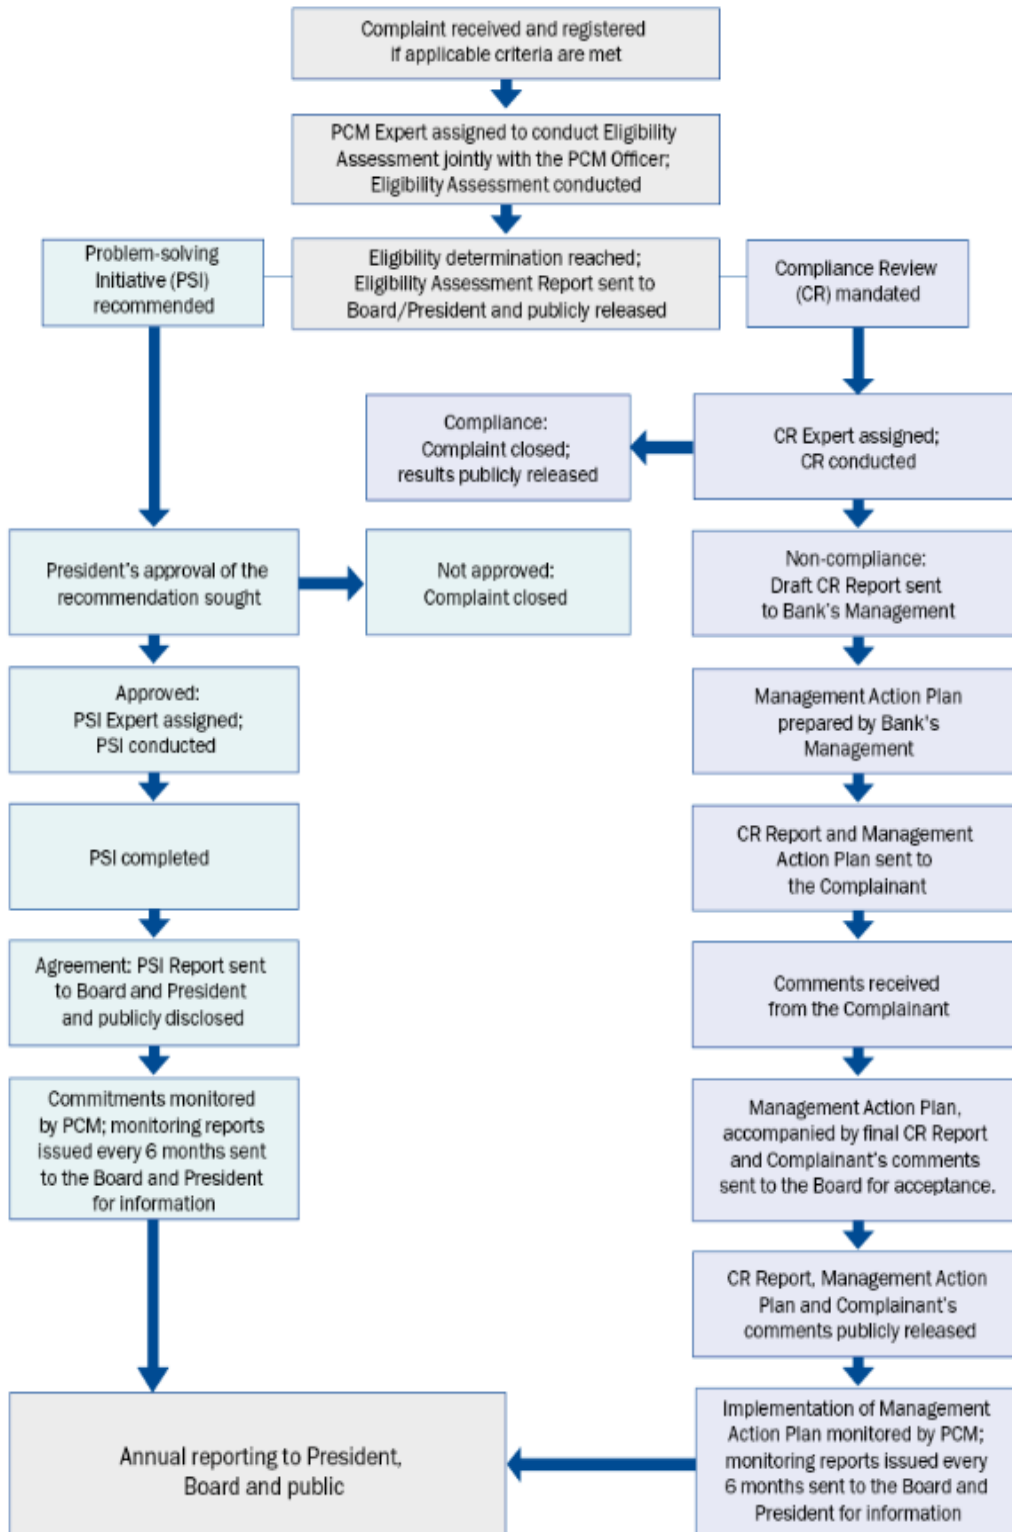 Complaint received and registered
if applicable criteria are met
PCM Expert assigned to conduct Eligibility
Assessment jointly with the PCM Officer;
Eligibility Assessment conducted
Problem-solving
Initiative (PSI)
recommended
Eligibility determination reached;
Eligibility Assessment Report sent to
Board/President and publicly released
Compliance Review
(CR) mandated
Compliance:
Complaint closed;
results publicly released
CR Expert assigned;
CR conducted
President's approval of the
recommendation sought
Not approved:
Complaint closed
Non-compliance:
Draft CR Report sent
to Bank's Management
Approved:
PSI Expert assigned;
PSI conducted
Management Action Plan
prepared by Bank's
Management
PSI completed
CR Report and Management
Action Plan sent to
the Complainant
Agreement: PSI Report sent
to Board and President
and publicly disclosed
Comments received
from the Complainant
Commitments monitored
by PCM; monitoring reports
issued every 6 months sent
to the Board and President
for information
Management Action Plan,
accompanied by final CR Report
and Complainant's comments
sent to the Board for acceptance.
CR Report, Management Action
Plan and Complainant's
comments publicly released
Annual reporting to President,
Board and public
Implementation of Management
Action Plan monitored by PCM;
monitoring reports issued every
6 months sent to the Board and
President for information